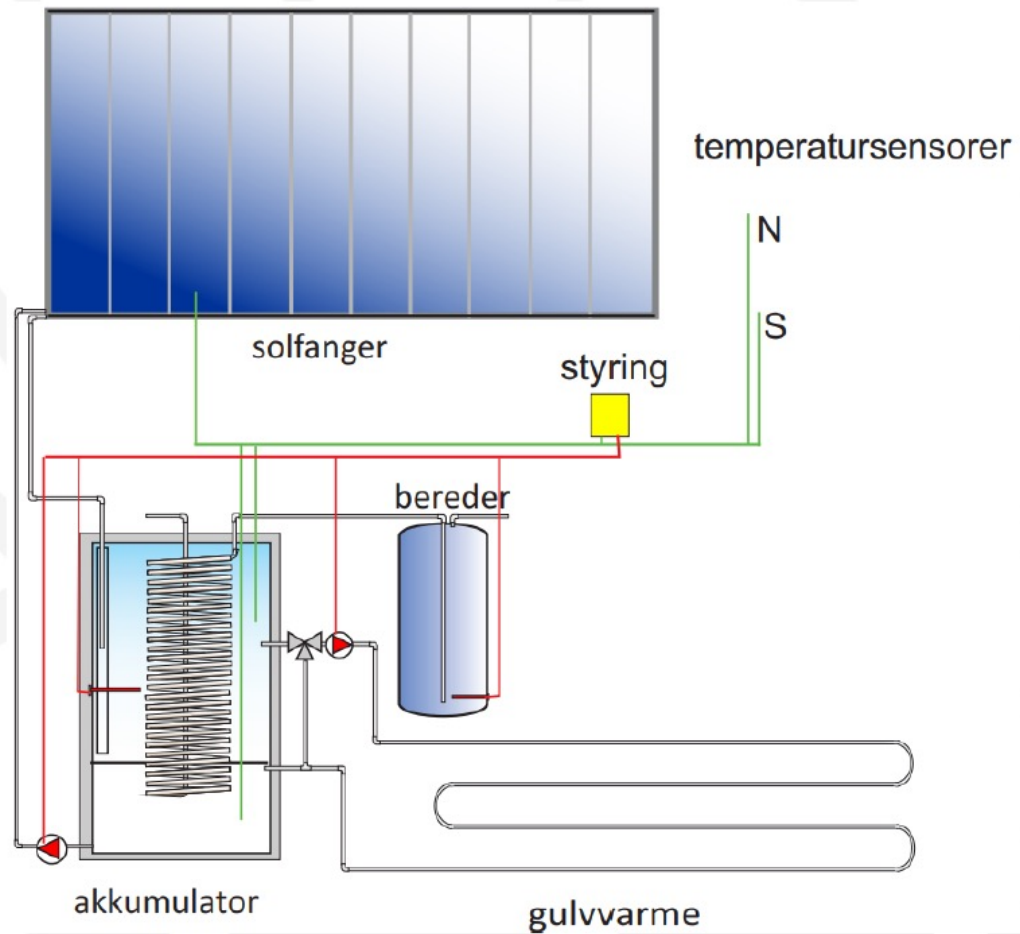 temperatursensorer
N
S
solfanger
styring
bereder
akkumulator
gulvvarme